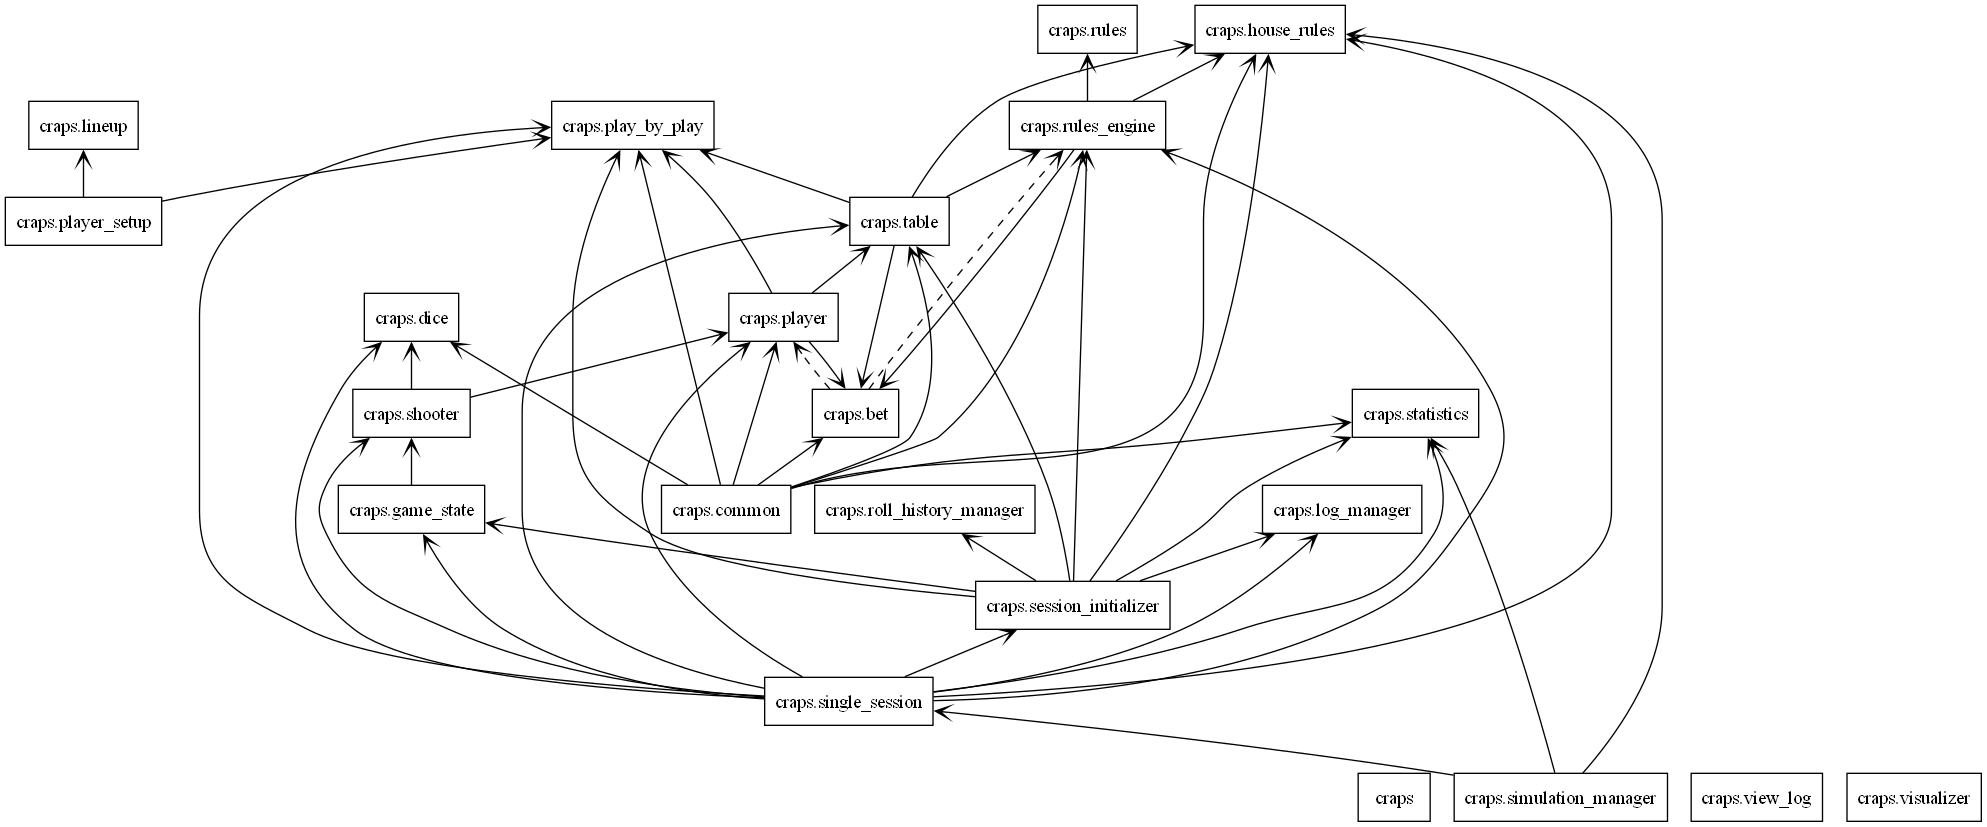 craps.rules
craps.house_rules
craps.lineup
craps.play_by_play
craps.rules_engine
craps.player_setup
craps.table
craps.dice
craps.player
craps.shooter
craps.bet
craps.statistics
craps.game_state
craps.common
craps.roll_history_manager
craps.log_manager
craps.session_initializer
craps.single_session
craps
craps.simulation_manager
craps.view_log
craps.visualizer